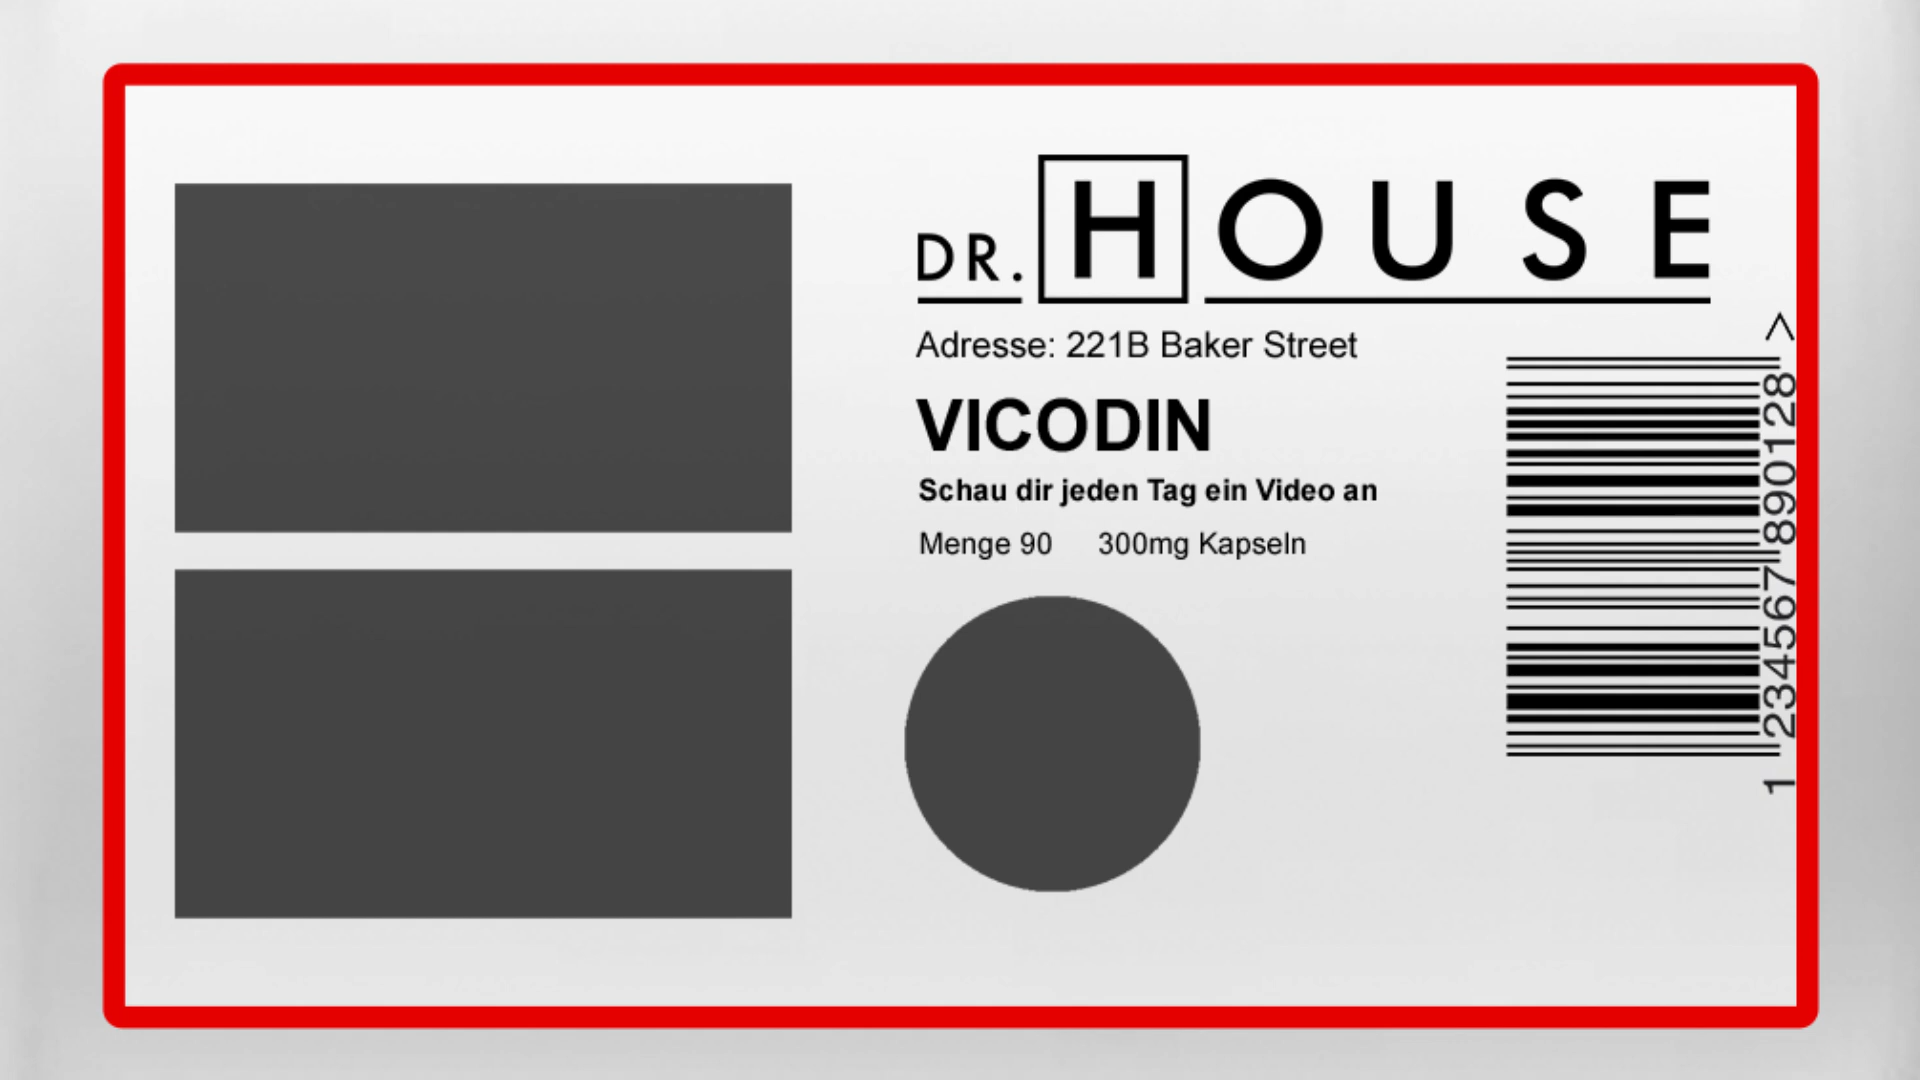 DR. HOUSE
Adresse: 221B Baker Street
VICODIN
Schau dir jeden Tag ein Video an
Menge 90 300mg Kapseln
1 234567 890128 >